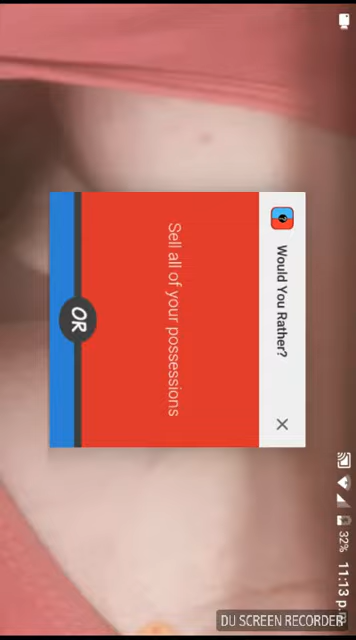 Would You Rather?
Sell all of your possessions
OR
32%
11:13 p.
DU SCREEN RECORDER